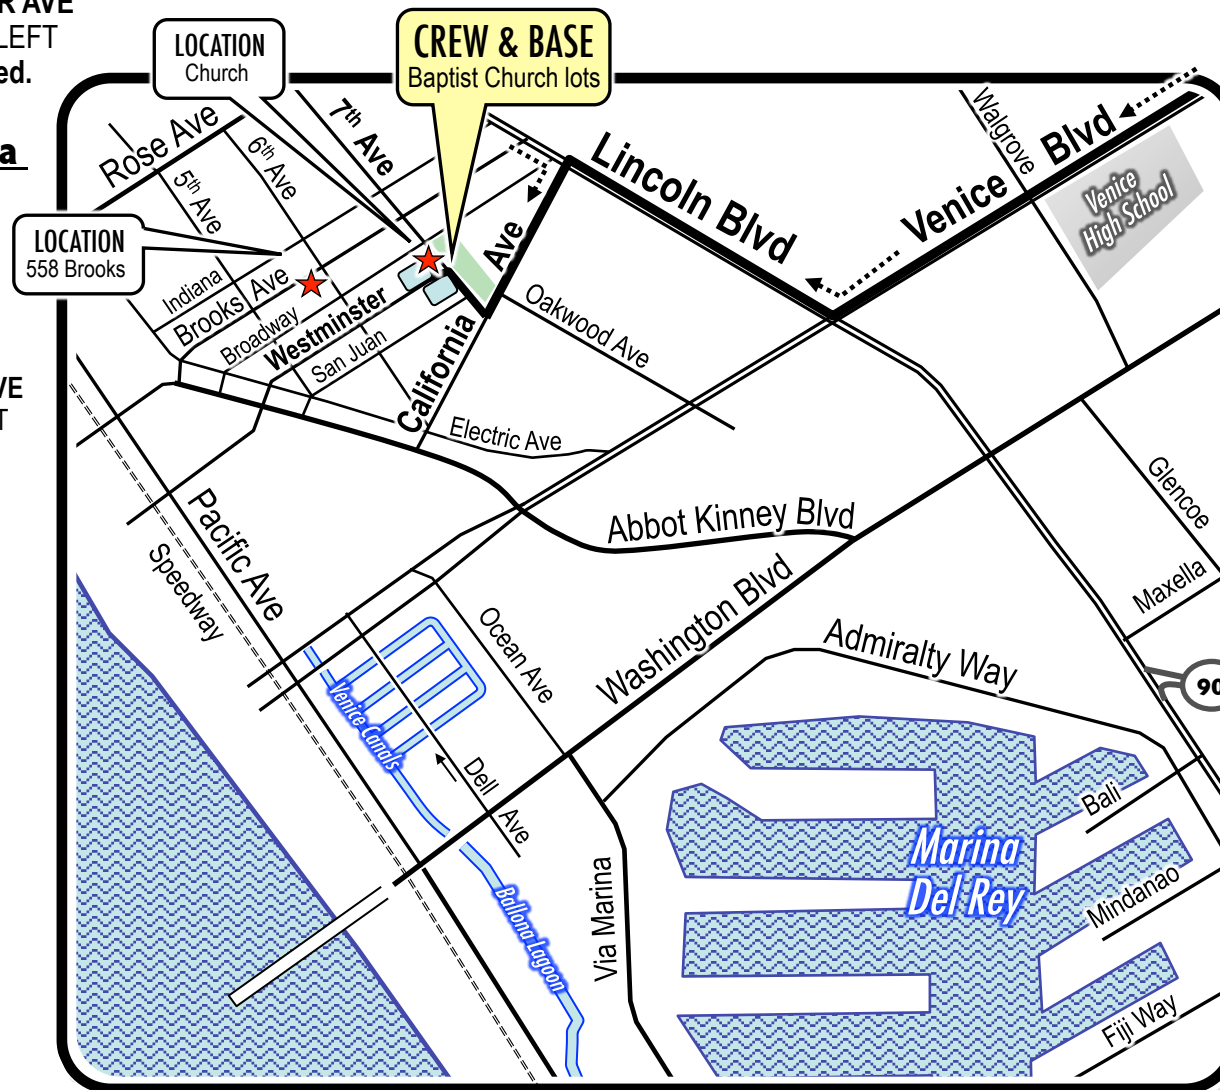 R AVE
LEFT
ed.
a
VE
T
LOCATION
Church
CREW & BASE
Baptist Church lots
LOCATION
558 Brooks
Rose Ave
5th Ave
6th Ave
7th Ave
Lincoln Blvd
Walgrove
Venice Blvd
Venice
High School
Indiana
Brooks Ave
Broadway
Westminster
San Juan
California Ave
Oakwood Ave
Electric Ave
Abbot Kinney Blvd
Pacific Ave
Speedway
Washington Blvd
Glencoe
Maxella
90
Ocean Ave
Admiralty Way
Venice Canals
Dell Ave
Ballona Lagoon
Via Marina
Marina
Del Rey
Bali
Mindanao
Fiji Way